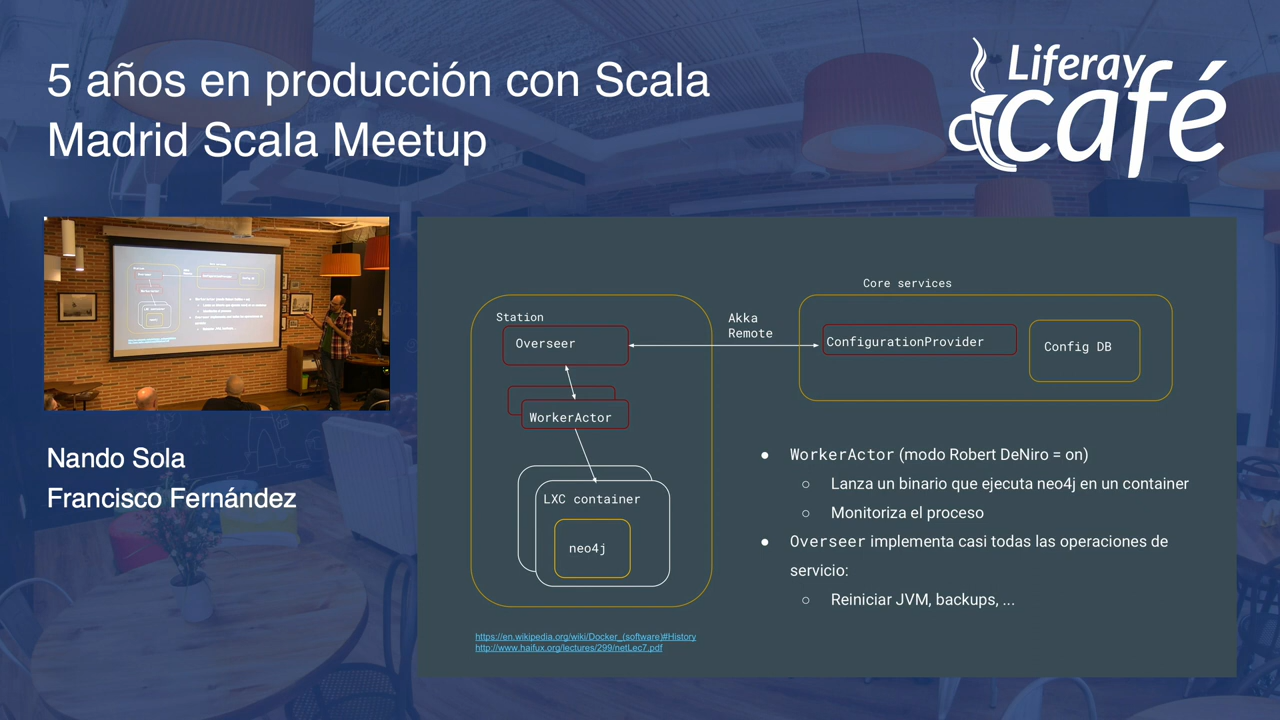 5 años en producción con Scala
Madrid Scala Meetup
Liferay
café
Nando Sola
Francisco Fernández
Core services
Station
Overseer
Akka
Remote
ConfigurationProvider
Config DB
WorkerActor
LXC container
neo4j
● WorkerActor (modo Robert DeNiro = on)
○ Lanza un binario que ejecuta neo4j en un container
○ Monitoriza el proceso
● Overseer implementa casi todas las operaciones de
servicio:
○ Reiniciar JVM, backups, ...
https://en.wikipedia.org/wiki/Docker_(software)#History
http://www.haifux.org/lectures/299/netLec7.pdf